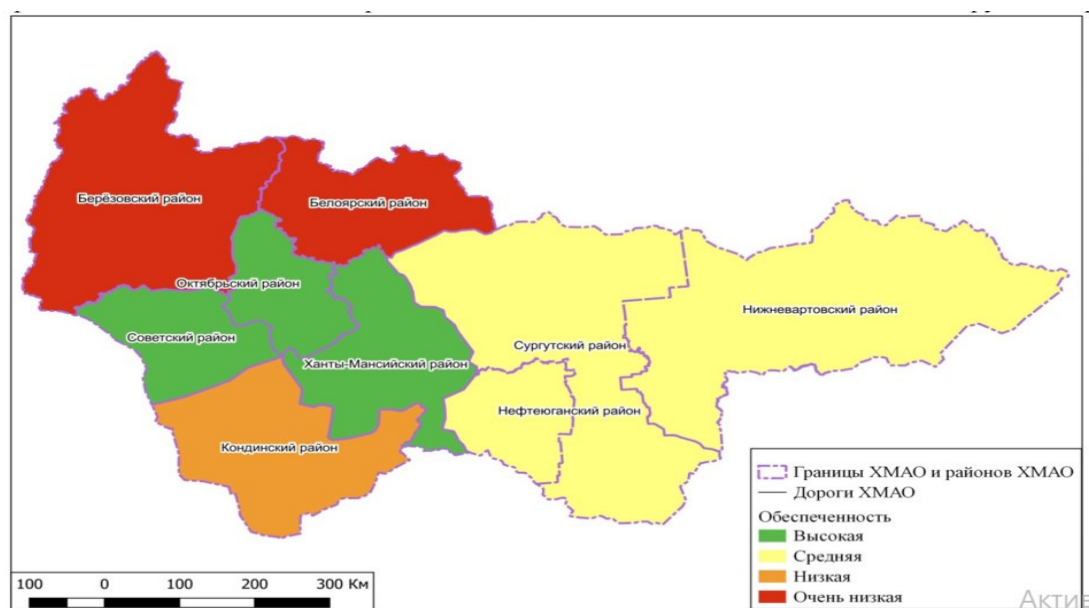 Берёзовский район
Белоярский район
Октябрьский район
Нижневартовский район
Советский район
Сургутский район
Ханты-Мансийский район
Нефтеюганский район
Кондинский район
Границы ХМАО и районов ХМАО
Дороги ХМАО
Обеспеченность
Высокая
Средняя
Низкая
Очень низкая
100 0 100 200 300 Км